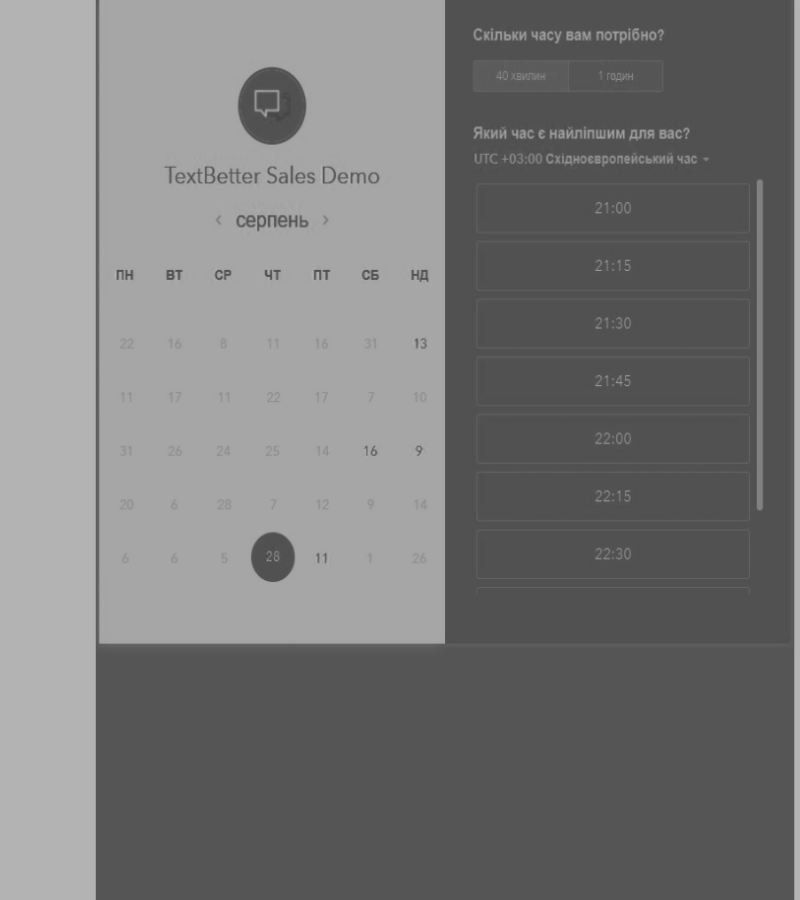 TextBetter Sales Demo
‹ серпень ›
ПН ВТ СР ЧТ ПТ СБ НД
22 16 8 11 16 31 13
11 17 11 22 17 7 10
31 26 24 25 14 16 9
20 6 28 7 12 9 14
6 6 5 28 11 1 26
Скільки часу вам потрібно?
40 хвилин 1 годин
Який час є найліпшим для вас?
UTC +03:00 Східноєвропейський час
21:00
21:15
21:30
21:45
22:00
22:15
22:30